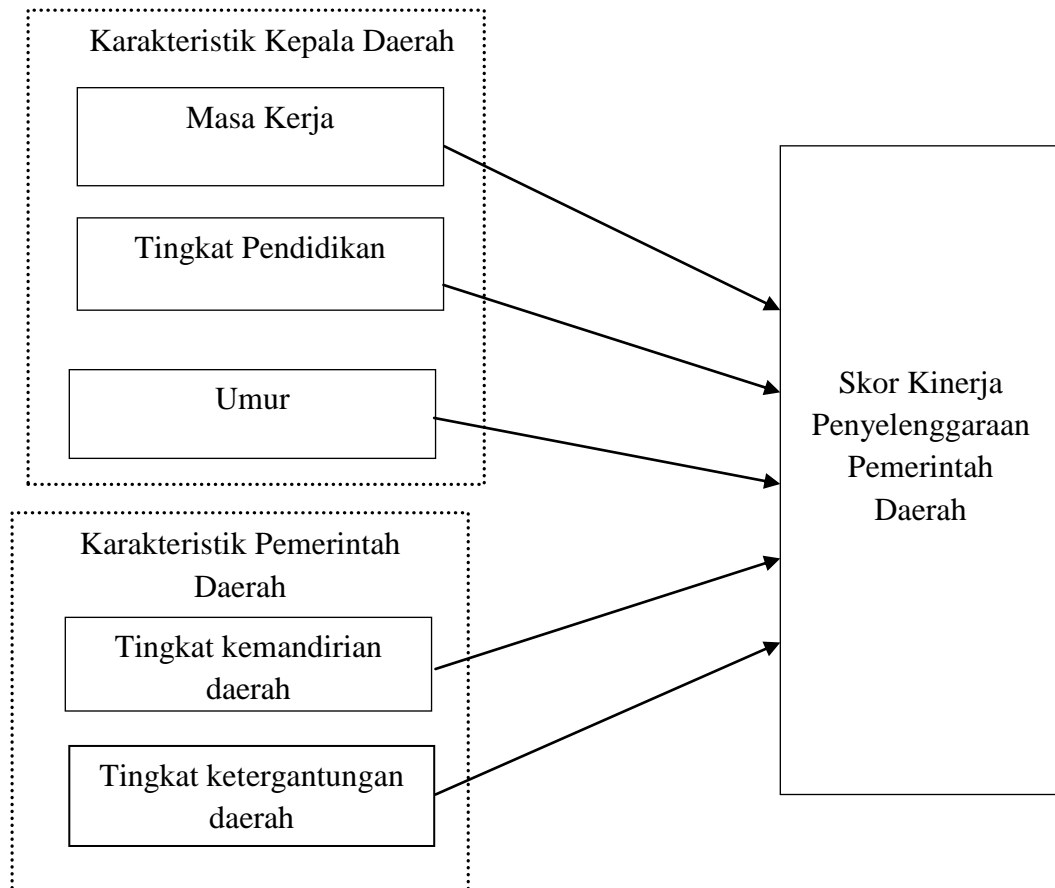 Karakteristik Kepala Daerah
Masa Kerja
Tingkat Pendidikan
Umur
Karakteristik Pemerintah
Daerah
Tingkat kemandirian
daerah
Tingkat ketergantungan
daerah
Skor Kinerja
Penyelenggaraan
Pemerintah
Daerah